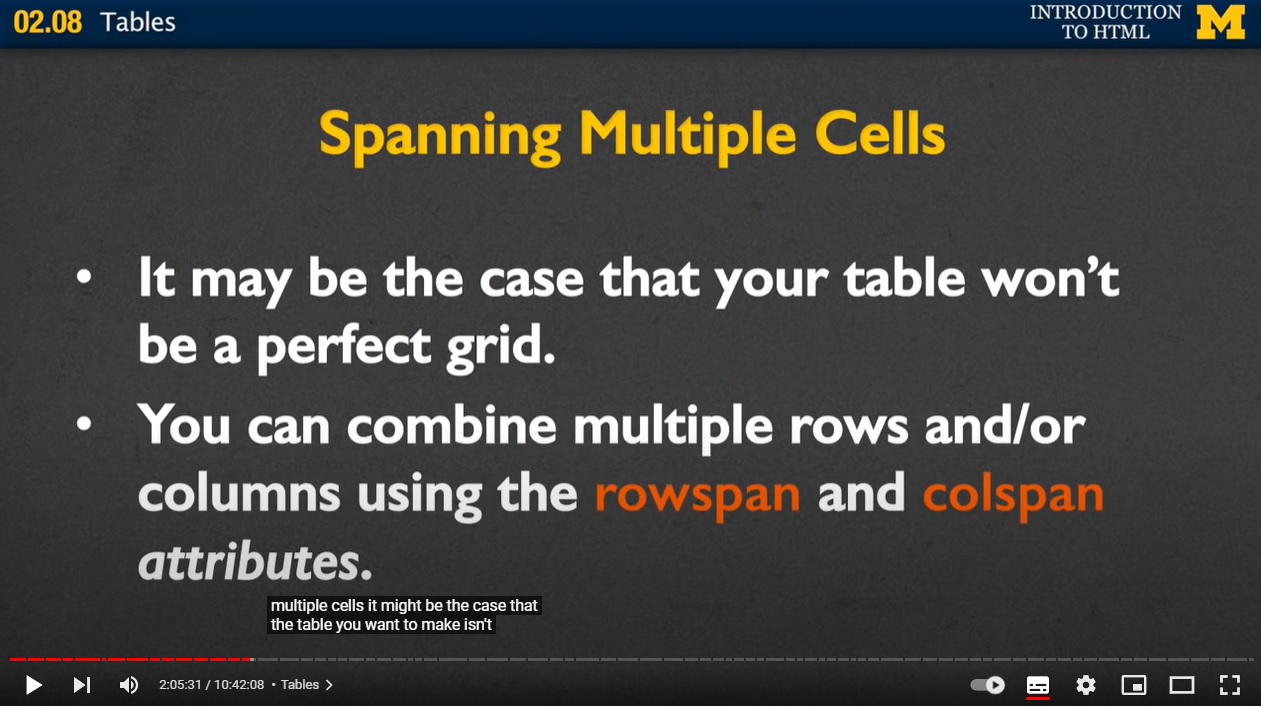 02.08 Tables
INTRODUCTION
TO HTML
M
Spanning Multiple Cells
• It may be the case that your table won’t
be a perfect grid.
• You can combine multiple rows and/or
columns using the rowspan and colspan
attributes.
multiple cells it might be the case that
the table you want to make isn't
2:05:31 / 10:42:08 • Tables >